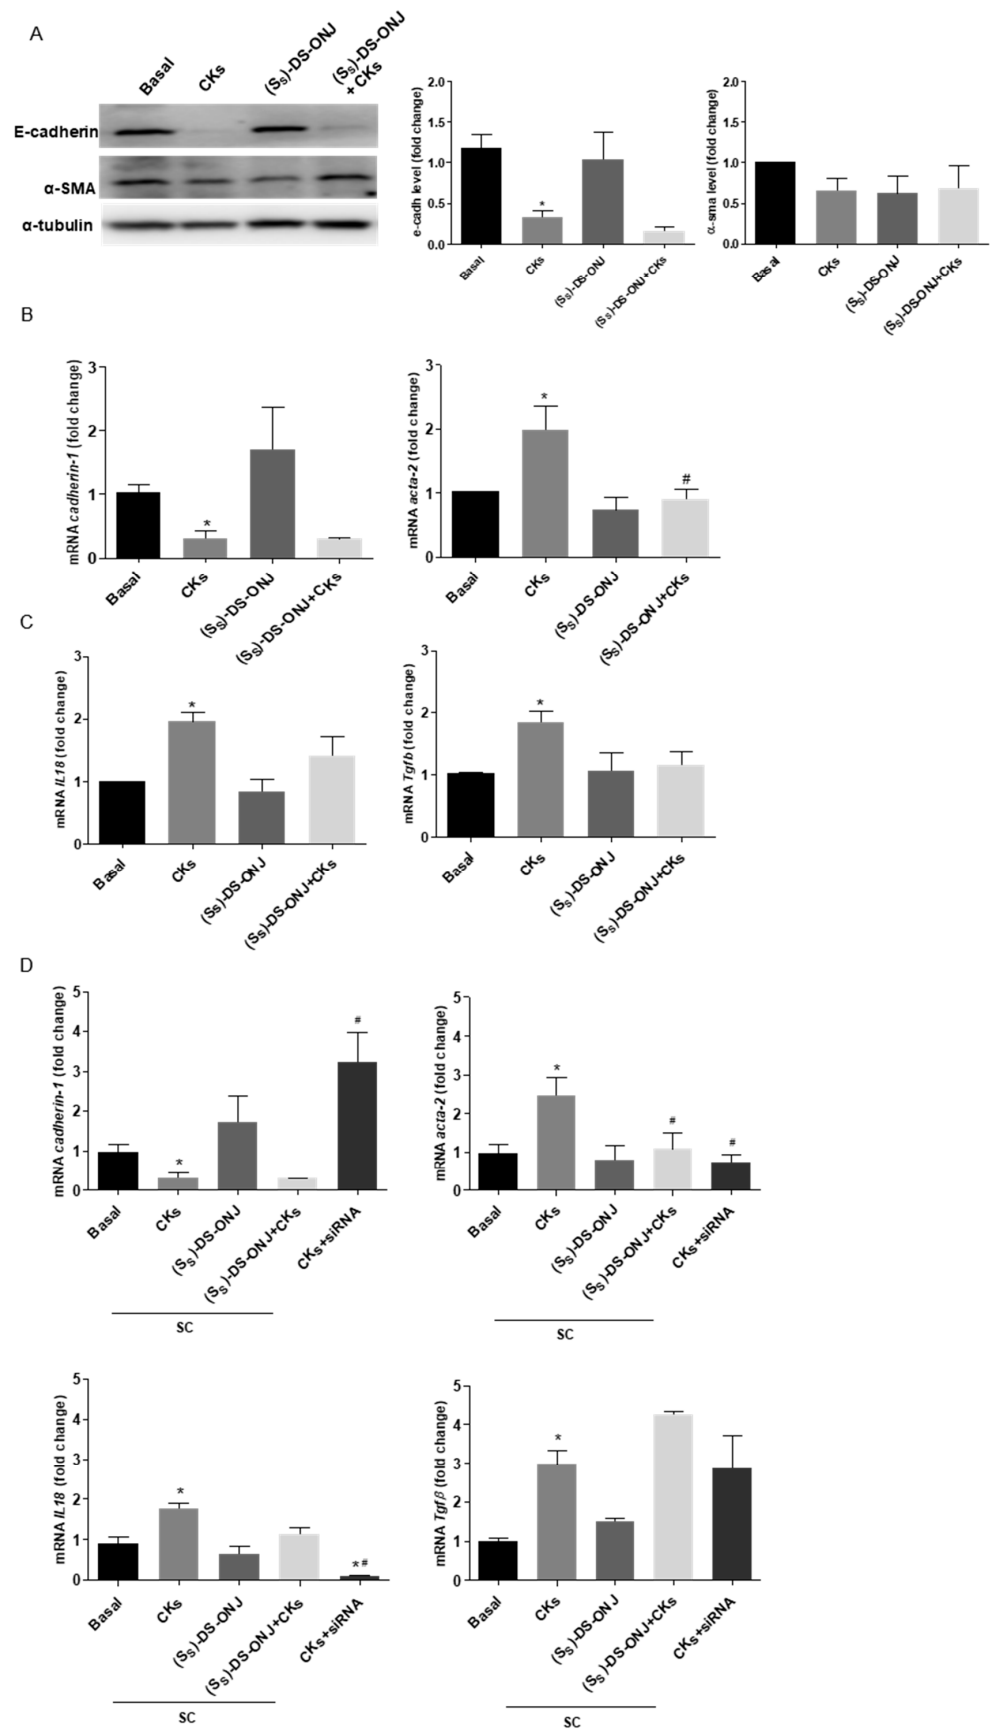 A
Basal
CKs
(Ss)-DS-ONJ
(Ss)-DS-ONJ
+CKs
E-cadherin
α-SMA
α-tubulin
e-cadh level (fold change)
2.0
1.5
1.0
0.5
0.0
*
Basal
CKs
(Ss)-DS-ONJ
(Ss)-DS-ONJ+CKs
α-sma level (fold change)
2.0
1.5
1.0
0.5
0.0
Basal
CKs
(Ss)-DS-ONJ
(Ss)-DS-ONJ+CKs
B
mRNA cadherin-1 (fold change)
3
2
1
0
*
Basal
CKs
(Ss)-DS-ONJ
(Ss)-DS-ONJ+CKs
mRNA acta-2 (fold change)
3
2
1
0
*
#
Basal
CKs
(Ss)-DS-ONJ
(Ss)-DS-ONJ+CKs
C
mRNA IL18 (fold change)
3
2
1
0
*
Basal
CKs
(Ss)-DS-ONJ
(Ss)-DS-ONJ+CKs
mRNA Tgfb (fold change)
3
2
1
0
*
Basal
CKs
(Ss)-DS-ONJ
(Ss)-DS-ONJ+CKs
D
mRNA cadherin-1 (fold change)
5
4
3
2
1
0
*
#
Basal
CKs
(Ss)-DS-ONJ
(Ss)-DS-ONJ+CKs
CKs+siRNA
SC
mRNA acta-2 (fold change)
5
4
3
2
1
0
*
#
#
Basal
CKs
(Ss)-DS-ONJ
(Ss)-DS-ONJ+CKs
CKs+siRNA
SC
mRNA IL18 (fold change)
5
4
3
2
1
0
*
*#
Basal
CKs
(Ss)-DS-ONJ
(Ss)-DS-ONJ+CKs
CKs+siRNA
SC
mRNA Tgfβ (fold change)
5
4
3
2
1
0
*
Basal
CKs
(Ss)-DS-ONJ
(Ss)-DS-ONJ+CKs
CKs+siRNA
SC